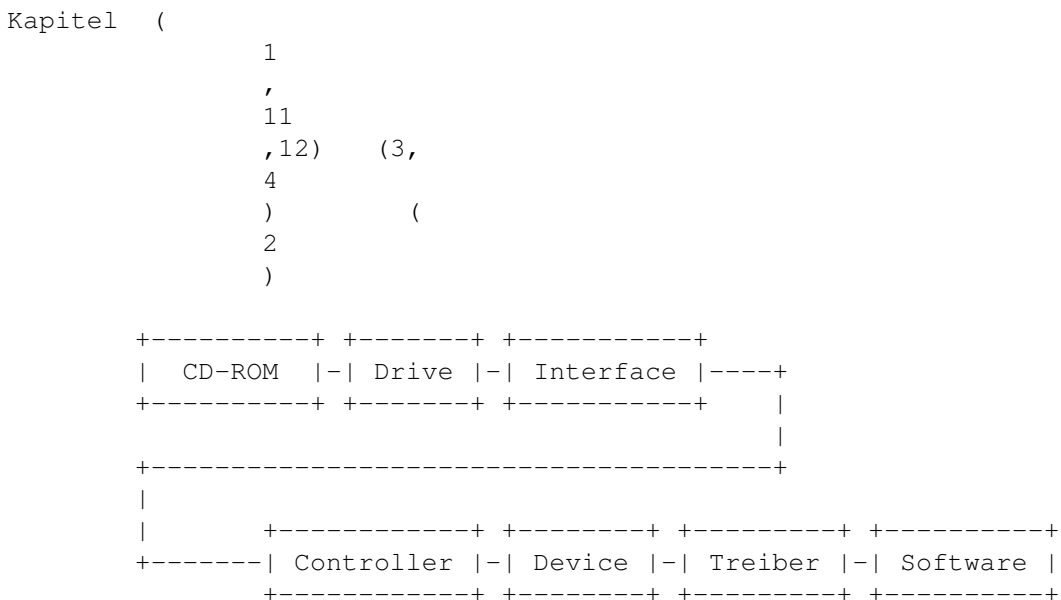 Kapitel (
1
,
11
,12) (3,
4
) (
2
)
+----------+ +-------+ +-----------+
| CD-ROM |-| Drive |-| Interface |----+
+----------+ +-------+ +-----------+ |
|
+---------------------------------------+
|
| +------------+ +--------+ +---------+ +----------+
+-------| Controller |-| Device |-| Treiber |-| Software |
+------------+ +--------+ +---------+ +----------+